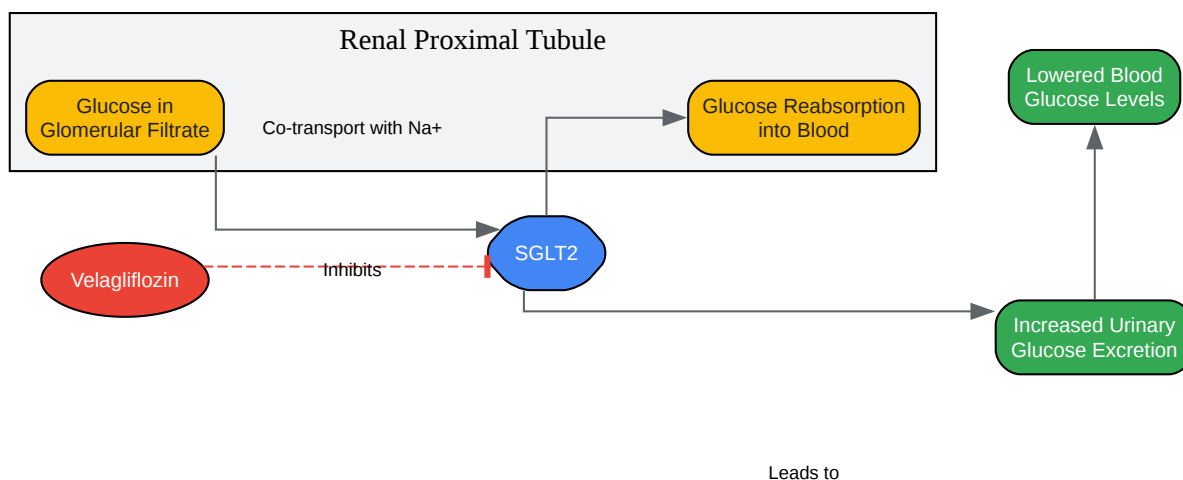 Renal Proximal Tubule
Glucose in
Glomerular Filtrate
Co-transport with Na+
Glucose Reabsorption
into Blood
Lowered Blood
Glucose Levels
SGLT2
Velagliflozin
Inhibits
Increased Urinary
Glucose Excretion
Leads to